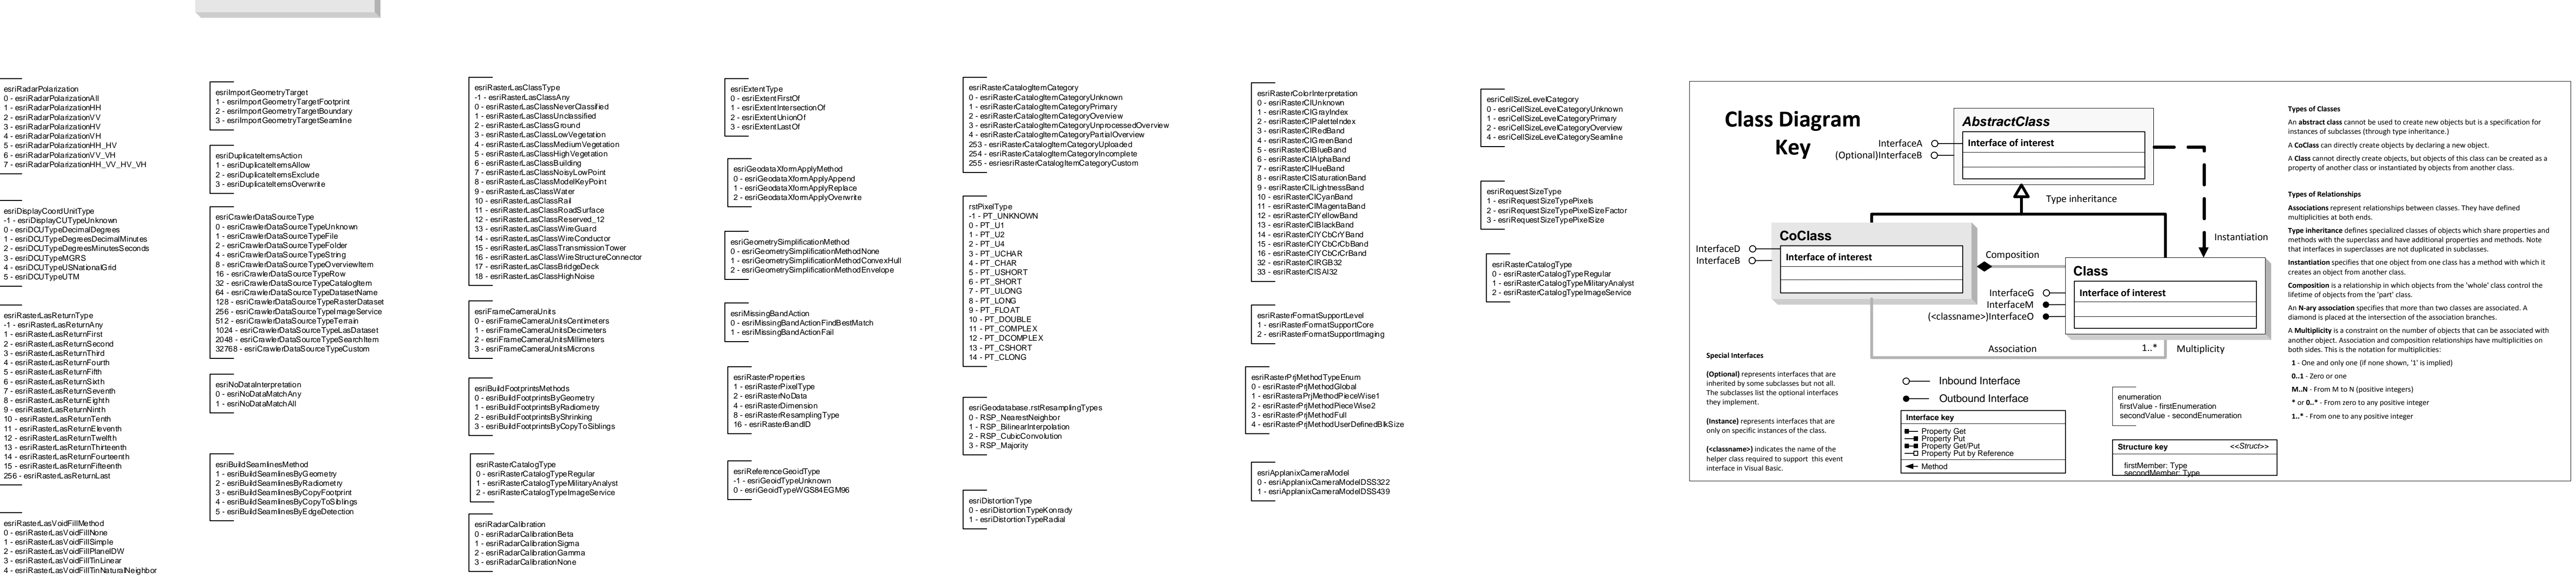 esriRadarPolarization
0 - esriRadarPolarizationAll
1 - esriRadarPolarizationHH
2 - esriRadarPolarizationVV
3 - esriRadarPolarizationHV
4 - esriRadarPolarizationVH
5 - esriRadarPolarizationHH_HV
6 - esriRadarPolarizationVV_VH
7 - esriRadarPolarizationHH_VV_HV_VH
esriDisplayCoordUnitType
-1 - esriDisplayCUTypeUnknown
0 - esriDCUTypeDecimalDegrees
1 - esriDCUTypeDegreesDecimalMinutes
2 - esriDCUTypeDegreesMinutesSeconds
3 - esriDCUTypeMGRS
4 - esriDCUTypeUSNationalGrid
5 - esriDCUTypeUTM
esriRasterLasReturnType
-1 - esriRasterLasReturnAny
1 - esriRasterLasReturnFirst
2 - esriRasterLasReturnSecond
3 - esriRasterLasReturnThird
4 - esriRasterLasReturnFourth
5 - esriRasterLasReturnFifth
6 - esriRasterLasReturnSixth
7 - esriRasterLasReturnSeventh
8 - esriRasterLasReturnEighth
9 - esriRasterLasReturnNinth
10 - esriRasterLasReturnTenth
11 - esriRasterLasReturnEleventh
12 - esriRasterLasReturnTwelfth
13 - esriRasterLasReturnThirteenth
14 - esriRasterLasReturnFourteenth
15 - esriRasterLasReturnFifteenth
256 - esriRasterLasReturnLast
esriRasterLasVoidFillMethod
0 - esriRasterLasVoidFillNone
1 - esriRasterLasVoidFillSimple
2 - esriRasterLasVoidFillPlaneIDW
3 - esriRasterLasVoidFillTinLinear
4 - esriRasterLasVoidFillTinNaturalNeighbor
esriImportGeometryTarget
1 - esriImportGeometryTargetFootprint
2 - esriImportGeometryTargetBoundary
3 - esriImportGeometryTargetSeamline
esriDuplicateItemsAction
1 - esriDuplicateItemsAllow
2 - esriDuplicateItemsExclude
3 - esriDuplicateItemsOverwrite
esriCrawlerDataSourceType
0 - esriCrawlerDataSourceTypeUnknown
1 - esriCrawlerDataSourceTypeFile
2 - esriCrawlerDataSourceTypeFolder
4 - esriCrawlerDataSourceTypeString
8 - esriCrawlerDataSourceTypeOverviewItem
16 - esriCrawlerDataSourceTypeRow
32 - esriCrawlerDataSourceTypeCatalogItem
64 - esriCrawlerDataSourceTypeDatasetName
128 - esriCrawlerDataSourceTypeRasterDataset
256 - esriCrawlerDataSourceTypeImageService
512 - esriCrawlerDataSourceTypeTerrain
1024 - esriCrawlerDataSourceTypeLasDataset
2048 - esriCrawlerDataSourceTypeSearchItem
32768 - esriCrawlerDataSourceTypeCustom
esriNoDataInterpretation
0 - esriNoDataMatchAny
1 - esriNoDataMatchAll
esriBuildSeamlinesMethod
1 - esriBuildSeamlinesByGeometry
2 - esriBuildSeamlinesByRadiometry
3 - esriBuildSeamlinesByCopyFootprint
4 - esriBuildSeamlinesByCopyToSiblings
5 - esriBuildSeamlinesByEdgeDetection
esriRasterLasClassType
-1 - esriRasterLasClassAny
0 - esriRasterLasClassNeverClassified
1 - esriRasterLasClassUnclassified
2 - esriRasterLasClassGround
3 - esriRasterLasClassLowVegetation
4 - esriRasterLasClassMediumVegetation
5 - esriRasterLasClassHighVegetation
6 - esriRasterLasClassBuilding
7 - esriRasterLasClassNoisyLowPoint
8 - esriRasterLasClassModelKeyPoint
9 - esriRasterLasClassWater
10 - esriRasterLasClassRail
11 - esriRasterLasClassRoadSurface
12 - esriRasterLasClassReserved_12
13 - esriRasterLasClassWireGuard
14 - esriRasterLasClassWireConductor
15 - esriRasterLasClassTransmissionTower
16 - esriRasterLasClassWireStructureConnector
17 - esriRasterLasClassBridgeDeck
18 - esriRasterLasClassHighNoise
esriFrameCameraUnits
0 - esriFrameCameraUnitsCentimeters
1 - esriFrameCameraUnitsDecimeters
2 - esriFrameCameraUnitsMillimeters
3 - esriFrameCameraUnitsMicrons
esriBuildFootprintsMethods
0 - esriBuildFootprintsByGeometry
1 - esriBuildFootprintsByRadiometry
2 - esriBuildFootprintsByShrinking
3 - esriBuildFootprintsByCopyToSiblings
esriRasterCatalogType
0 - esriRasterCatalogTypeRegular
1 - esriRasterCatalogTypeMilitaryAnalyst
2 - esriRasterCatalogTypeImageService
esriRadarCalibration
0 - esriRadarCalibrationBeta
1 - esriRadarCalibrationSigma
2 - esriRadarCalibrationGamma
3 - esriRadarCalibrationNone
esriExtentType
0 - esriExtentFirstOf
1 - esriExtentIntersectionOf
2 - esriExtentUnionOf
3 - esriExtentLastOf
esriGeodataXformApplyMethod
0 - esriGeodataXformApplyAppend
1 - esriGeodataXformApplyReplace
2 - esriGeodataXformApplyOverwrite
esriGeometrySimplificationMethod
0 - esriGeometrySimplificationMethodNone
1 - esriGeometrySimplificationMethodConvexHull
2 - esriGeometrySimplificationMethodEnvelope
esriMissingBandAction
0 - esriMissingBandActionFindBestMatch
1 - esriMissingBandActionFail
esriRasterProperties
1 - esriRasterPixelType
2 - esriRasterNoData
4 - esriRasterDimension
8 - esriRasterResamplingType
16 - esriRasterBandID
esriReferenceGeoidType
-1 - esriGeoidTypeUnknown
0 - esriGeoidTypeWGS84EGM96
esriRasterCatalogItemCategory
0 - esriRasterCatalogItemCategoryUnknown
1 - esriRasterCatalogItemCategoryPrimary
2 - esriRasterCatalogItemCategoryOverview
3 - esriRasterCatalogItemCategoryUnprocessedOverview
4 - esriRasterCatalogItemCategoryPartialOverview
253 - esriRasterCatalogItemCategoryUploaded
254 - esriRasterCatalogItemCategoryIncomplete
255 - esriesriRasterCatalogItemCategoryCustom
rstPixelType
-1 - PT_UNKNOWN
0 - PT_U1
1 - PT_U2
2 - PT_U4
3 - PT_UCHAR
4 - PT_CHAR
5 - PT_USHORT
6 - PT_SHORT
7 - PT_ULONG
8 - PT_LONG
9 - PT_FLOAT
10 - PT_DOUBLE
11 - PT_COMPLEX
12 - PT_DCOMPLEX
13 - PT_CSHORT
14 - PT_CLONG
esriGeodatabase.rstResamplingTypes
0 - RSP_NearestNeighbor
1 - RSP_BilinearInterpolation
2 - RSP_CubicConvolution
3 - RSP_Majority
esriDistortionType
0 - esriDistortionTypeKonrady
1 - esriDistortionTypeRadial
esriRasterColorInterpretation
0 - esriRasterCIUnknown
1 - esriRasterCIGrayIndex
2 - esriRasterCIPaletteIndex
3 - esriRasterCIRedBand
4 - esriRasterCIGreenBand
5 - esriRasterCIBlueBand
6 - esriRasterCIAlphaBand
7 - esriRasterCIHueBand
8 - esriRasterCISaturationBand
9 - esriRasterCILightnessBand
10 - esriRasterCICyanBand
11 - esriRasterCIMagentaBand
12 - esriRasterCIYellowBand
13 - esriRasterCIBlackBand
14 - esriRasterCIYCbCrYBand
15 - esriRasterCIYCbCrCbBand
16 - esriRasterCIYCbCrCrBand
32 - esriRasterCIRGB32
33 - esriRasterCISAI32
esriRasterFormatSupportLevel
1 - esriRasterFormatSupportCore
2 - esriRasterFormatSupportImaging
esriRasterPrjMethodTypeEnum
0 - esriRasterPrjMethodGlobal
1 - esriRasteraPrjMethodPieceWise1
2 - esriRasterPrjMethodPieceWise2
3 - esriRasterPrjMethodFull
4 - esriRasterPrjMethodUserDefinedBlkSize
esriApplanixCameraModel
0 - esriApplanixCameraModelDSS322
1 - esriApplanixCameraModelDSS439
esriCellSizeLevelCategory
0 - esriCellSizeLevelCategoryUnknown
1 - esriCellSizeLevelCategoryPrimary
2 - esriCellSizeLevelCategoryOverview
4 - esriCellSizeLevelCategorySeamline
esriRequestSizeType
1 - esriRequestSizeTypePixels
2 - esriRequestSizeTypePixelSizeFactor
3 - esriRequestSizeTypePixelSize
esriRasterCatalogType
0 - esriRasterCatalogTypeRegular
1 - esriRasterCatalogTypeMilitaryAnalyst
2 - esriRasterCatalogTypeImageService
Class Diagram
Key
AbstractClass
Interface of interest
InterfaceA
(Optional)InterfaceB
Type inheritance
CoClass
Interface of interest
InterfaceD
InterfaceB
Composition
Instantiation
Class
Interface of interest
InterfaceG
InterfaceM
(<classname>)InterfaceO
Association
1..*
Multiplicity
Special Interfaces
(Optional) represents interfaces that are
inherited by some subclasses but not all.
The subclasses list the optional interfaces
they implement.
(Instance) represents interfaces that are
only on specific instances of the class.
(<classname>) indicates the name of the
helper class required to support this event
interface in Visual Basic.
Inbound Interface
Outbound Interface
Interface key
Property Get
Property Put
Property Get/Put
Property Put by Reference
Method
enumeration
firstValue - firstEnumeration
secondValue - secondEnumeration
Structure key <<Struct>>
firstMember: Type
secondMember: Type
Types of Classes
An abstract class cannot be used to create new objects but is a specification for
instances of subclasses (through type inheritance.)
A CoClass can directly create objects by declaring a new object.
A Class cannot directly create objects, but objects of this class can be created as a
property of another class or instantiated by objects from another class.
Types of Relationships
Associations represent relationships between classes. They have defined
multiplicities at both ends.
Type inheritance defines specialized classes of objects which share properties and
methods with the superclass and have additional properties and methods. Note
that interfaces in superclasses are not duplicated in subclasses.
Instantiation specifies that one object from one class has a method with which it
creates an object from another class.
Composition is a relationship in which objects from the 'whole' class control the
lifetime of objects from the 'part' class.
An N-ary association specifies that more than two classes are associated. A
diamond is placed at the intersection of the association branches.
A Multiplicity is a constraint on the number of objects that can be associated with
another object. Association and composition relationships have multiplicities on
both sides. This is the notation for multiplicities:
1 - One and only one (if none shown, '1' is implied)
0..1 - Zero or one
M..N - From M to N (positive integers)
* or 0..* - From zero to any positive integer
1..* - From one to any positive integer